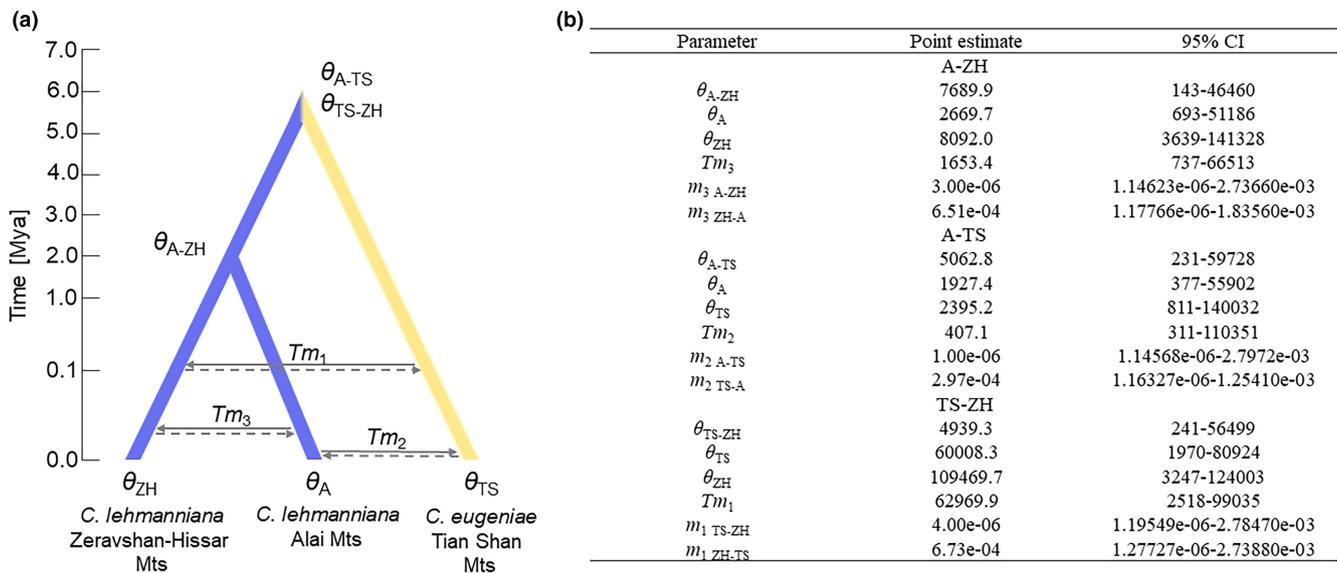 (a)
7.0
6.0
5.0
4.0
3.0
2.0
1.0
0.1
0.0
Time [Mya]
θA-TS
θTS-ZH
θA-ZH
Tm1
Tm3
Tm2
θZH
θA
θTS
C. lehmanniana
Zeravshan-Hissar
Mts
C. lehmanniana
Alai Mts
C. eugeniae
Tian Shan
Mts
(b)
Parameter Point estimate 95% CI
A-ZH
θA-ZH 7689.9 143-46460
θA 2669.7 693-51186
θZH 8092.0 3639-141328
Tm3 1653.4 737-66513
m3 A-ZH 3.00e-06 1.14623e-06-2.73660e-03
m3 ZH-A 6.51e-04 1.17766e-06-1.83560e-03
A-TS
θA-TS 5062.8 231-59728
θA 1927.4 377-55902
θTS 2395.2 811-140032
Tm2 407.1 311-110351
m2 A-TS 1.00e-06 1.14568e-06-2.7972e-03
m2 TS-A 2.97e-04 1.16327e-06-1.25410e-03
TS-ZH
θTS-ZH 4939.3 241-56499
θTS 60008.3 1970-80924
θZH 109469.7 3247-124003
Tm1 62969.9 2518-99035
m1 TS-ZH 4.00e-06 1.19549e-06-2.78470e-03
m1 ZH-TS 6.73e-04 1.27727e-06-2.73880e-03